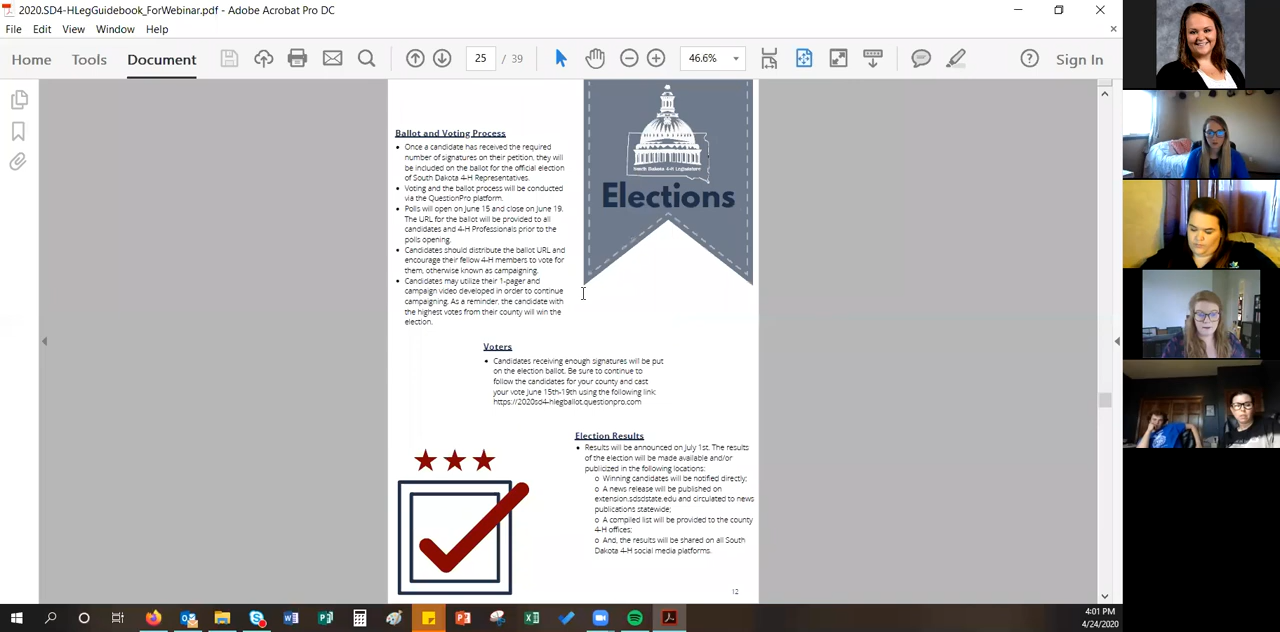 2020.SD4-HLegGuidebook_ForWebinar.pdf - Adobe Acrobat Pro DC
File Edit View Window Help
Home Tools Document 25 / 39 46.6% Sign In
Ballot and Voting Process
• Once a candidate has received the required
number of signatures on their petition, they will
be included on the ballot for the official election
of South Dakota 4-H Representatives.
• Voting and the ballot process will be conducted
via the QuestionPro platform.
• Polls will open on June 15 and close on June 19.
The URL for the ballot will be provided to all
candidates and 4-H Professionals prior to the
polls opening.
• Candidates should distribute the ballot URL and
encourage their fellow 4-H members to vote for
them, otherwise known as campaigning.
• Candidates may utilize their 1-pager and
campaign video developed in order to continue
campaigning. As a reminder, the candidate with
the highest votes from their county will win the
election.
South Dakota 4-H Legislature
Elections
Voters
• Candidates receiving enough signatures will be put
on the election ballot. Be sure to continue to
follow the candidates for your county and cast
your vote June 15th-19th using the following link:
https://2020sd4-hlegballot.questionpro.com
Election Results
• Results will be announced on July 1st. The results
of the election will be made available and/or
publicized in the following locations:
o Winning candidates will be notified directly;
o A news release will be published on
extension.sdsdstate.edu and circulated to news
publications statewide;
o A compiled list will be provided to the county
4-H offices;
o And, the results will be shared on all South
Dakota 4-H social media platforms.
12
4:01 PM
4/24/2020